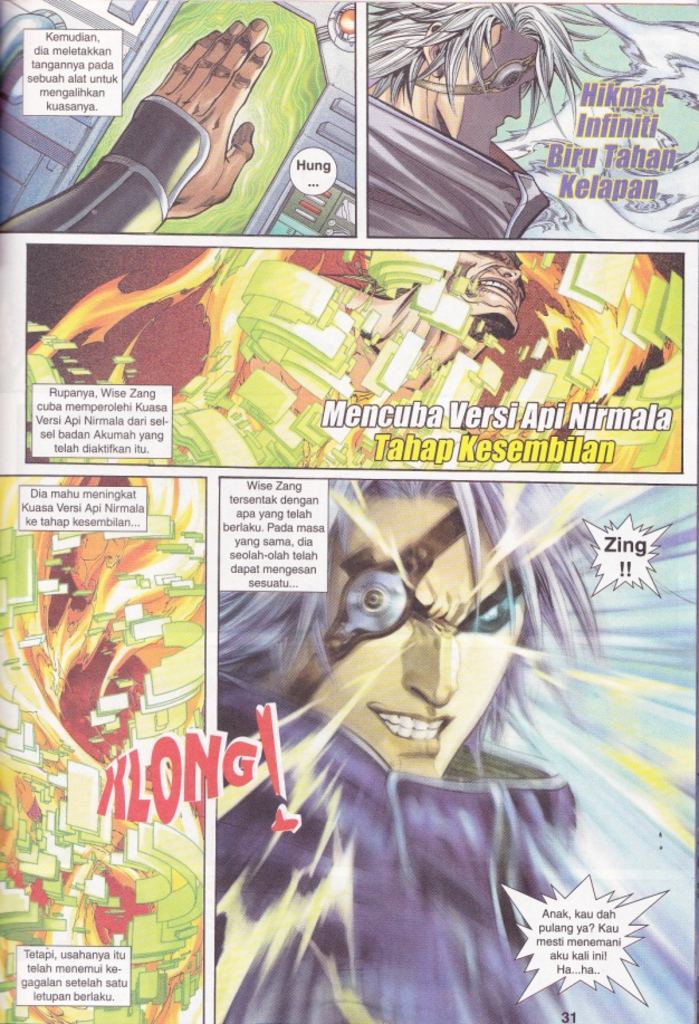 Kemudian,
dia meletakkan
tangannya pada
sebuah alat untuk
mengalihkan
kuasanya.
Hung
...
Hikmat
Infiniti
Biru Tahap
Kelapan
Rupanya, Wise Zang
cuba memperolehi Kuasa
Versi Api Nirmala dari sel-
sel badan Akumah yang
telah diaktifkan itu.
Mencuba Versi Api Nirmala
Tahap Kesembilan
Dia mahu meningkat
Kuasa Versi Api Nirmala
ke tahap kesembilan...
KLONG!
Tetapi, usahanya itu
telah menemui ke-
gagalan setelah satu
letupan berlaku.
Wise Zang
tersentak dengan
apa yang telah
berlaku. Pada masa
yang sama, dia
seolah-olah telah
dapat mengesan
sesuatu...
Zing
!!
Anak, kau dah
pulang ya? Kau
mesti menemani
aku kali ini!
Ha...ha..
31